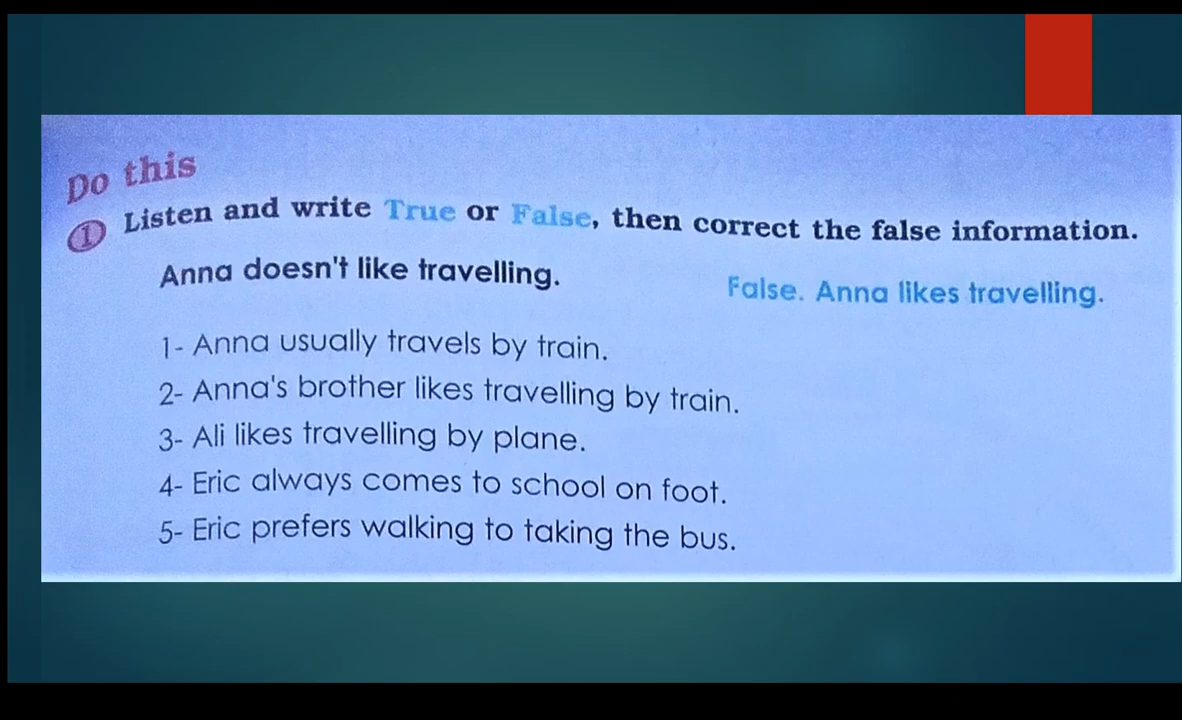 Do this
1 Listen and write True or False, then correct the false information.
Anna doesn't like travelling. False. Anna likes travelling.
1- Anna usually travels by train.
2- Anna's brother likes travelling by train.
3- Ali likes travelling by plane.
4- Eric always comes to school on foot.
5- Eric prefers walking to taking the bus.